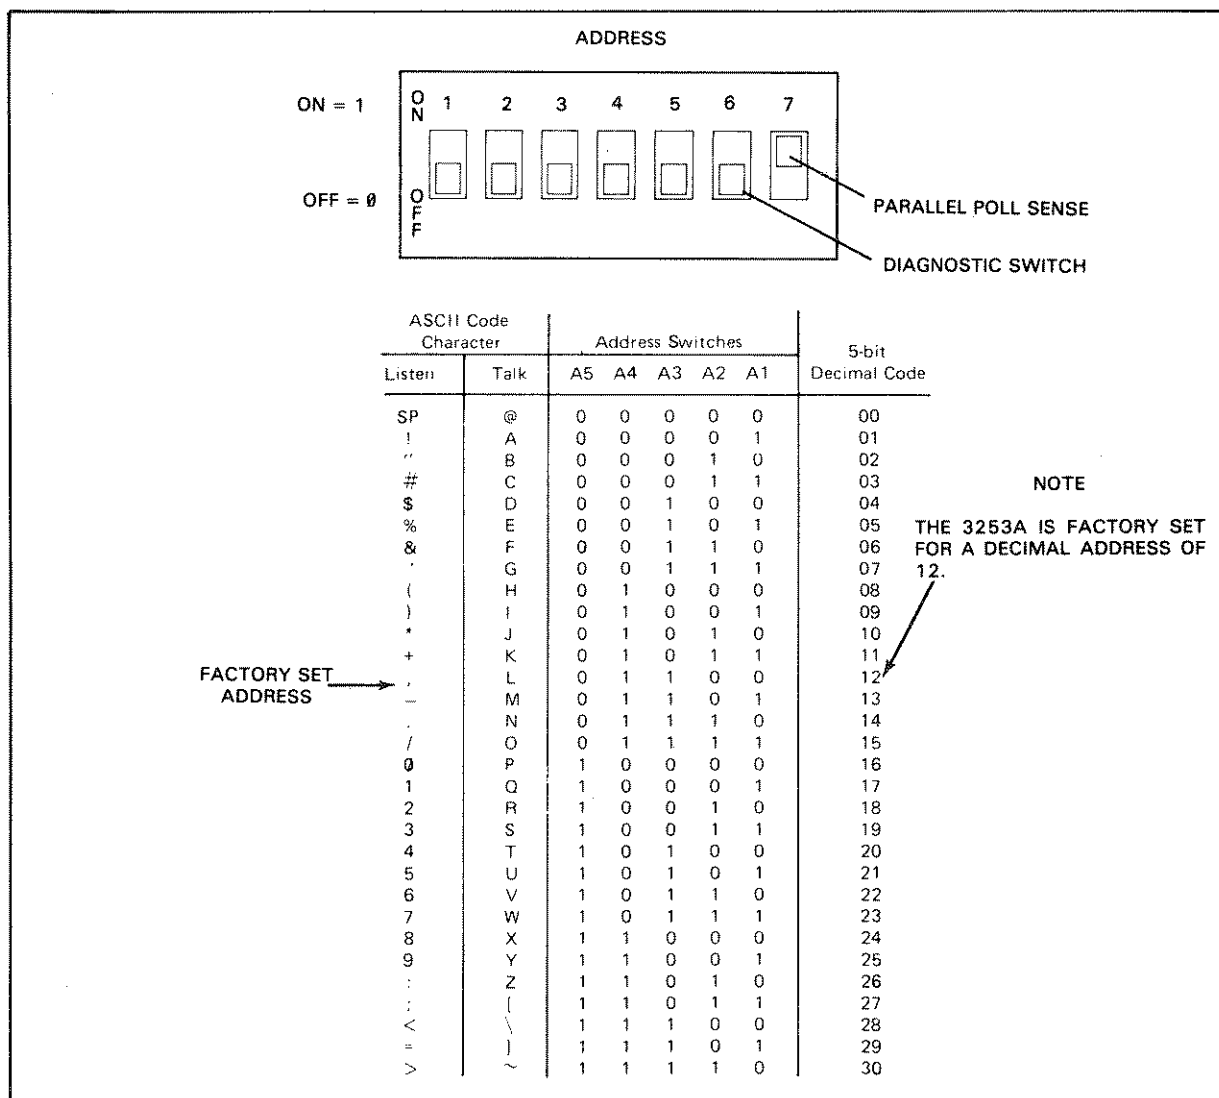 ADDRESS
ON = 1
ON 1 2 3 4 5 6 7
OFF = 0
OFF
PARALLEL POLL SENSE
DIAGNOSTIC SWITCH
ASCII Code Character Address Switches 5-bit Decimal Code
Listen Talk A5 A4 A3 A2 A1
SP @ 0 0 0 0 0 00
! A 0 0 0 0 1 01
" B 0 0 0 1 0 02
# C 0 0 0 1 1 03
$ D 0 0 1 0 0 04
% E 0 0 1 0 1 05
& F 0 0 1 1 0 06
' G 0 0 1 1 1 07
( H 0 1 0 0 0 08
) I 0 1 0 0 1 09
* J 0 1 0 1 0 10
+ K 0 1 0 1 1 11
, L 0 1 1 0 0 12
— M 0 1 1 0 1 13
. N 0 1 1 1 0 14
/ O 0 1 1 1 1 15
0 P 1 0 0 0 0 16
1 Q 1 0 0 0 1 17
2 R 1 0 0 1 0 18
3 S 1 0 0 1 1 19
4 T 1 0 1 0 0 20
5 U 1 0 1 0 1 21
6 V 1 0 1 1 0 22
7 W 1 0 1 1 1 23
8 X 1 1 0 0 0 24
9 Y 1 1 0 0 1 25
: Z 1 1 0 1 0 26
; [ 1 1 0 1 1 27
< \ 1 1 1 0 0 28
= ] 1 1 1 0 1 29
> ~ 1 1 1 1 0 30
FACTORY SET
ADDRESS
NOTE
THE 3253A IS FACTORY SET
FOR A DECIMAL ADDRESS OF
12.